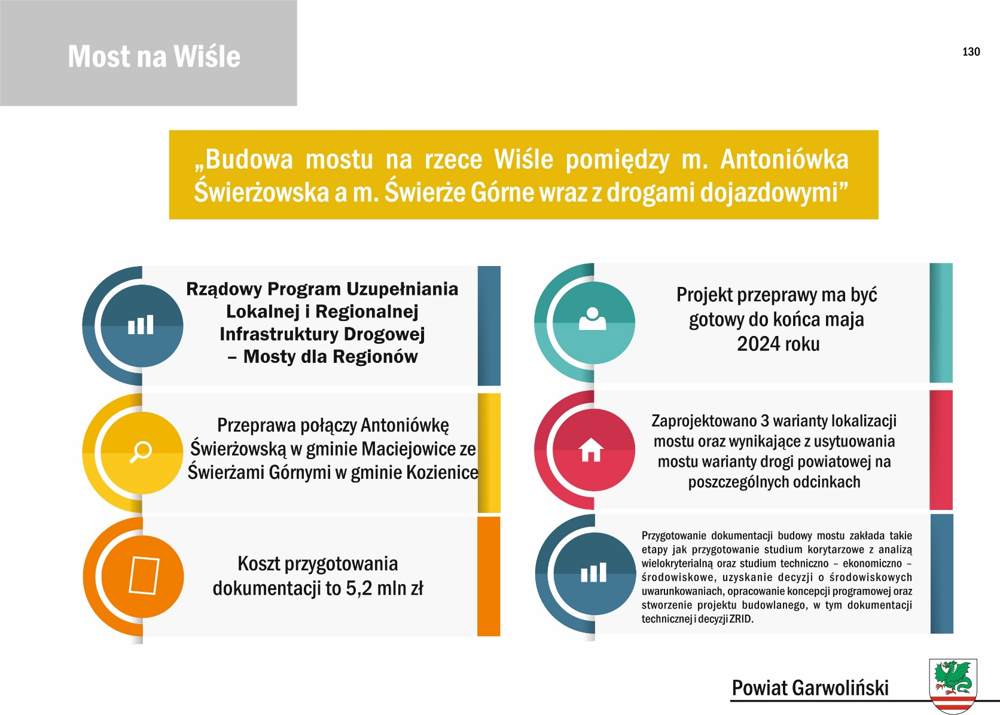 Most na Wiśle
130
„Budowa mostu na rzece Wiśle pomiędzy m. Antoniówka
Świerżowska a m. Świerże Górne wraz z drogami dojazdowymi”
Rządowy Program Uzupełniania
Lokalnej i Regionalnej
Infrastruktury Drogowej
– Mosty dla Regionów
Przeprawa połączy Antoniówkę
Świerżowską w gminie Maciejowice ze
Świerżami Górnymi w gminie Kozienice
Koszt przygotowania
dokumentacji to 5,2 mln zł
Projekt przeprawy ma być
gotowy do końca maja
2024 roku
Zaprojektowano 3 warianty lokalizacji
mostu oraz wynikające z usytuowania
mostu warianty drogi powiatowej na
poszczególnych odcinkach
Przygotowanie dokumentacji budowy mostu zakłada takie
etapy jak przygotowanie studium korytarzowe z analizą
wielokryterialną oraz studium techniczno – ekonomiczno –
środowiskowe, uzyskanie decyzji o środowiskowych
uwarunkowaniach, opracowanie koncepcji programowej oraz
stworzenie projektu budowlanego, w tym dokumentacji
technicznej i decyzji ZRID.
Powiat Garwoliński